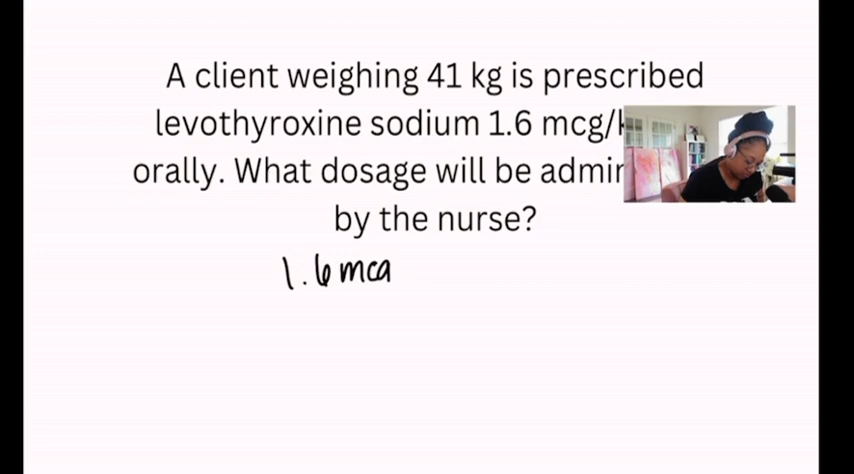 A client weighing 41 kg is prescribed
levothyroxine sodium 1.6 mcg/
orally. What dosage will be
by the nurse?
1.6 mcg